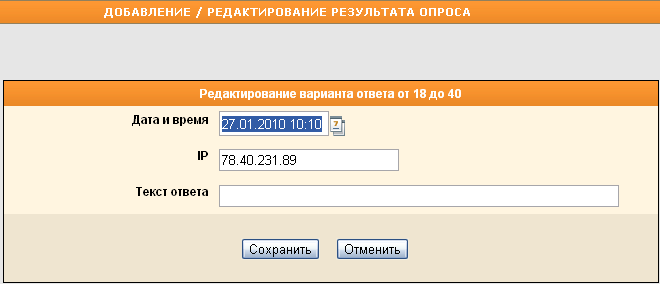 ДОБАВЛЕНИЕ / РЕДАКТИРОВАНИЕ РЕЗУЛЬТАТА ОПРОСА
Редактирование варианта ответа от 18 до 40
Дата и время 27.01.2010 10:10
IP 78.40.231.89
Текст ответа
Сохранить Отменить